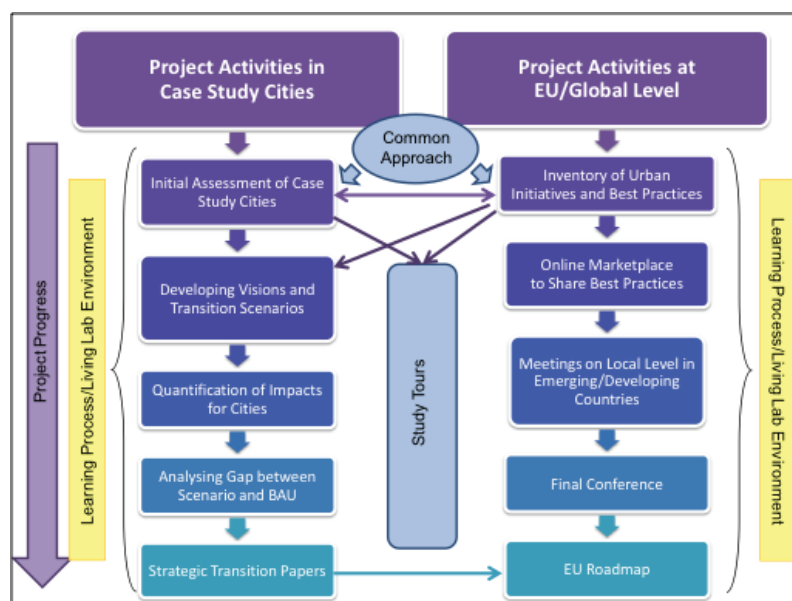 Project Activities in
Case Study Cities
Project Activities at
EU/Global Level
Common
Approach
Initial Assessment of Case
Study Cities
Inventory of Urban
Initiatives and Best Practices
Developing Visions and
Transition Scenarios
Online Marketplace
to Share Best Practices
Quantification of Impacts
for Cities
Meetings on Local Level in
Emerging/Developing
Countries
Analysing Gap between
Scenario and BAU
Final Conference
Strategic Transition Papers
EU Roadmap
Study Tours
Project Progress
Learning Process/Living Lab Environment
Learning Process/Living Lab Environment